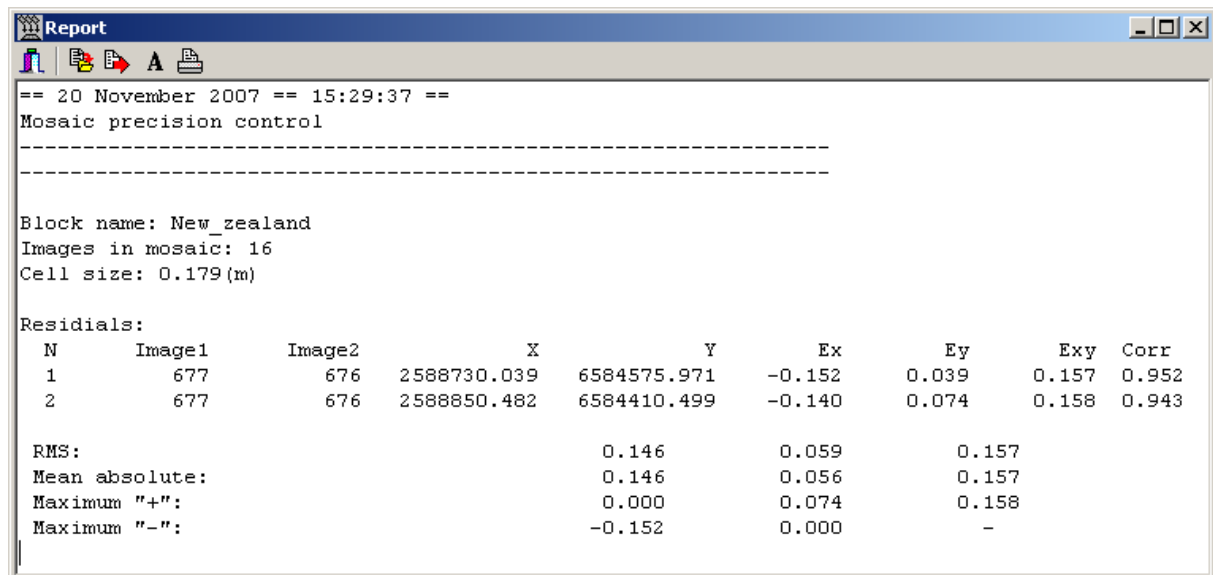 Report
== 20 November 2007 == 15:29:37 ==
Mosaic precision control
----------------------------------------------------------------
----------------------------------------------------------------
Block name: New_zealand
Images in mosaic: 16
Cell size: 0.179(m)
Residials:
N Image1 Image2 X Y Ex Ey Exy Corr
1 677 676 2588730.039 6584575.971 -0.152 0.039 0.157 0.952
2 677 676 2588850.482 6584410.499 -0.140 0.074 0.158 0.943
RMS: 0.146 0.059 0.157
Mean absolute: 0.146 0.056 0.157
Maximum "+": 0.000 0.074 0.158
Maximum "-": -0.152 0.000 -